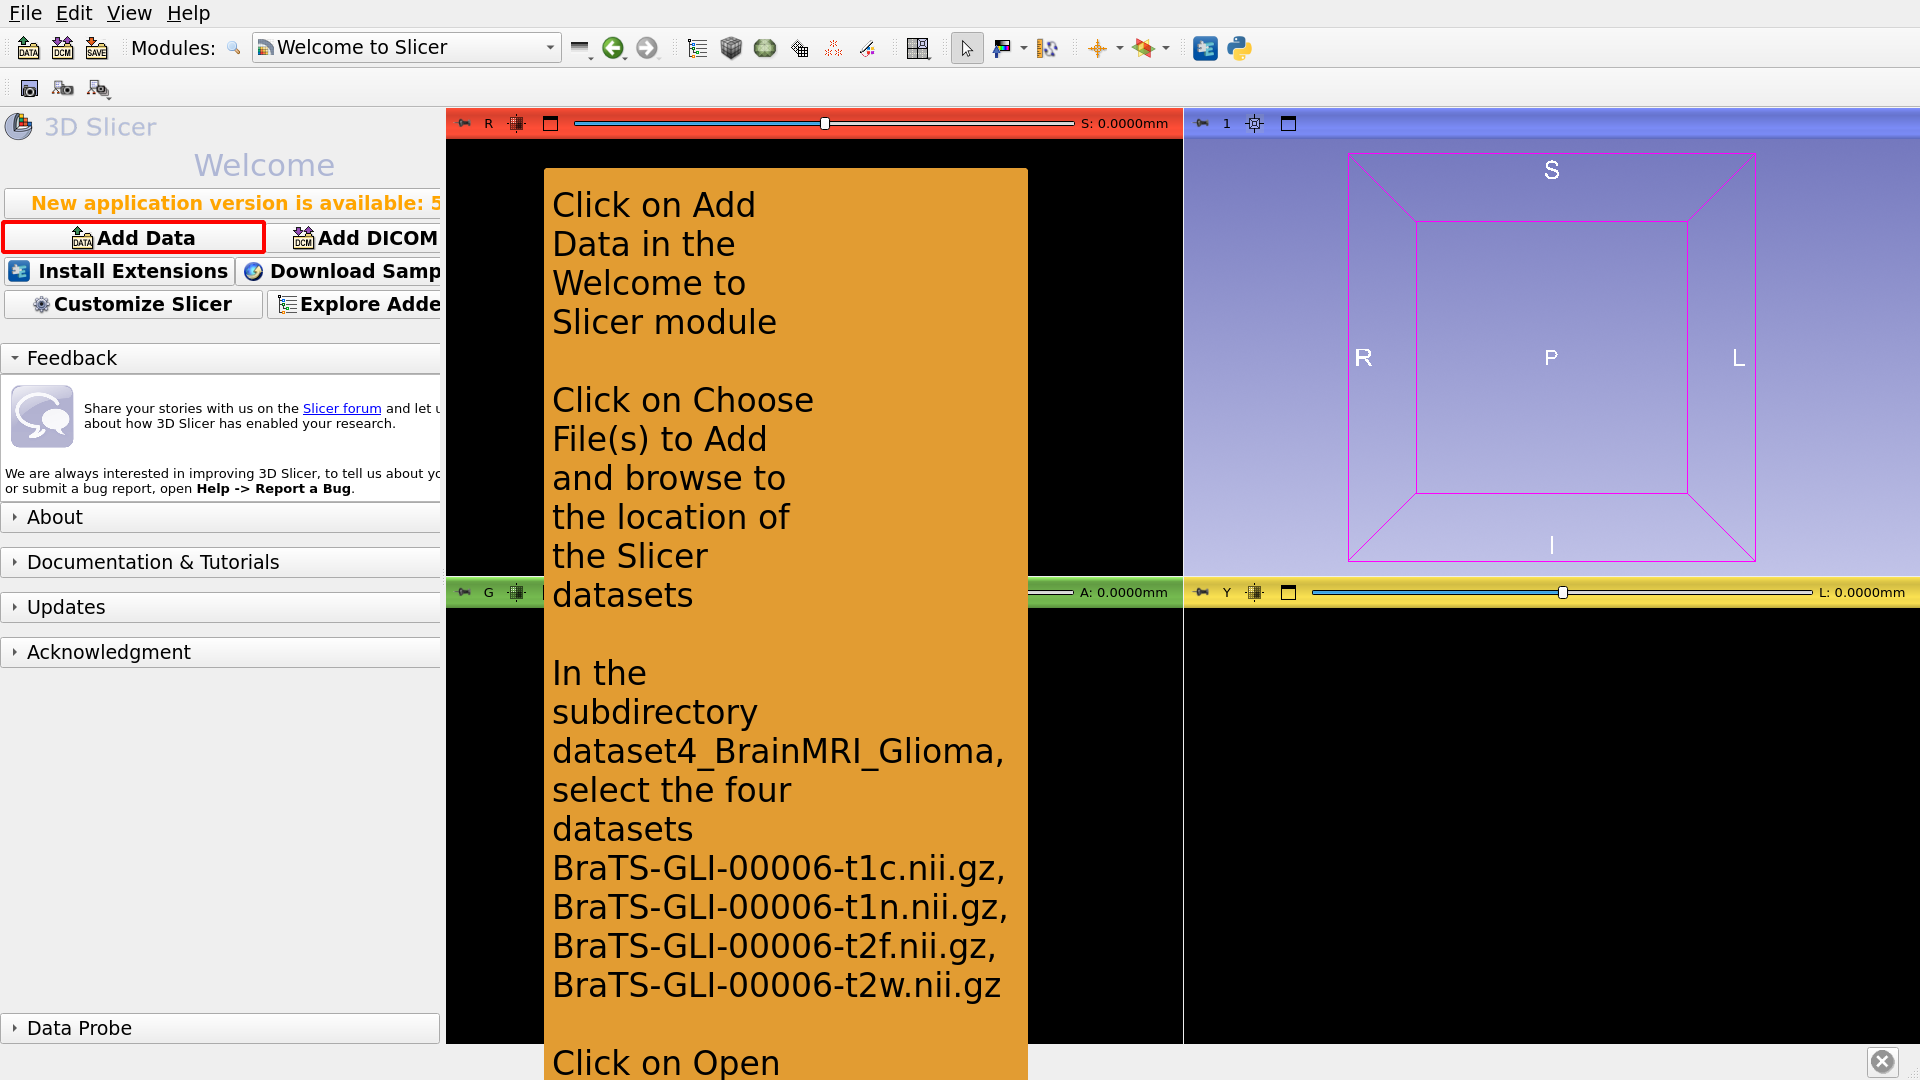 File Edit View Help
DATA DCM SAVE Modules: Welcome to Slicer
3D Slicer
Welcome
New application version is available: 5
DATA Add Data DCM Add DICOM
Install Extensions Download Samp
Customize Slicer Explore Adde
Feedback
Share your stories with us on the Slicer forum and let u
about how 3D Slicer has enabled your research.
We are always interested in improving 3D Slicer, to tell us about yo
or submit a bug report, open Help -> Report a Bug.
About
Documentation & Tutorials
Updates
Acknowledgment
Data Probe
R S: 0.0000mm
1
S
R P L
I
G A: 0.0000mm
Y L: 0.0000mm
Click on Add
Data in the
Welcome to
Slicer module
Click on Choose
File(s) to Add
and browse to
the location of
the Slicer
datasets
In the
subdirectory
dataset4_BrainMRI_Glioma,
select the four
datasets
BraTS-GLI-00006-t1c.nii.gz,
BraTS-GLI-00006-t1n.nii.gz,
BraTS-GLI-00006-t2f.nii.gz,
BraTS-GLI-00006-t2w.nii.gz
Click on Open